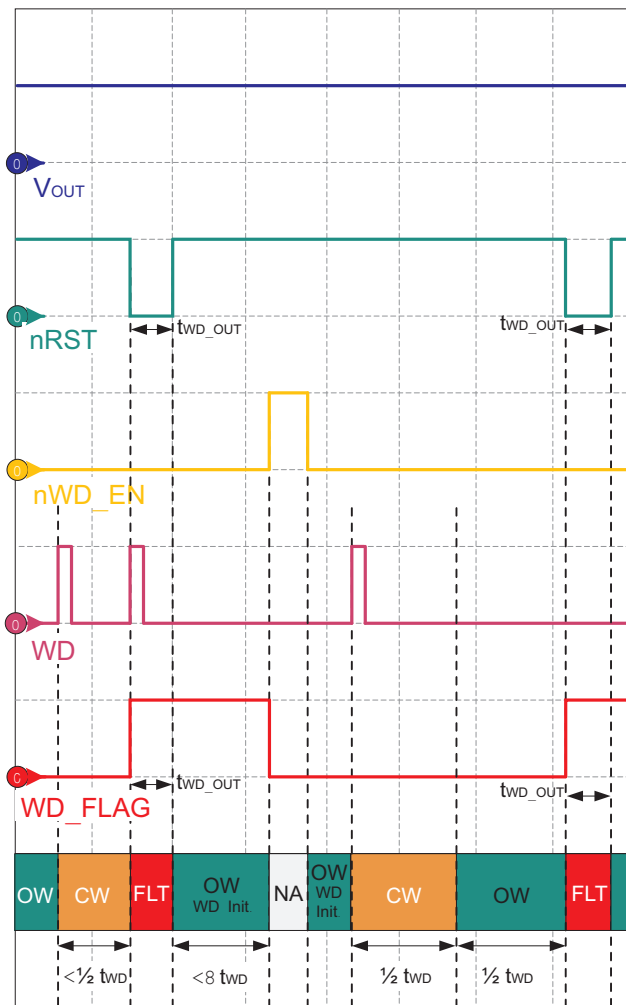 0
VOUT
0
nRST
tWD_OUT
tWD_OUT
0
nWD_EN
0
WD
0
WD_FLAG
tWD_OUT
tWD_OUT
OW
CW
FLT
OW
WD Init.
NA
OW
WD
Init.
CW
OW
FLT
<½ tWD
<8 tWD
½ tWD
½ tWD